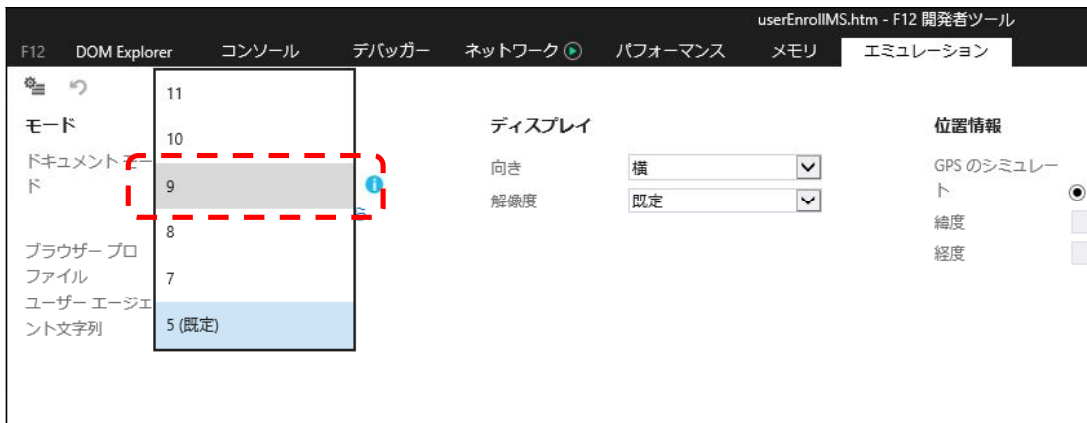 userEnrollMS.htm - F12 開発者ツール
F12 DOM Explorer コンソール デバッガー ネットワーク パフォーマンス メモリ エミュレーション
モード
ドキュメント モー
ド
11
10
9
8
7
5 (既定)
ブラウザー プロ
ファイル
ユーザー エージェ
ント文字列
ディスプレイ
向き 横
解像度 既定
位置情報
GPS のシミュレー
ト
緯度
経度